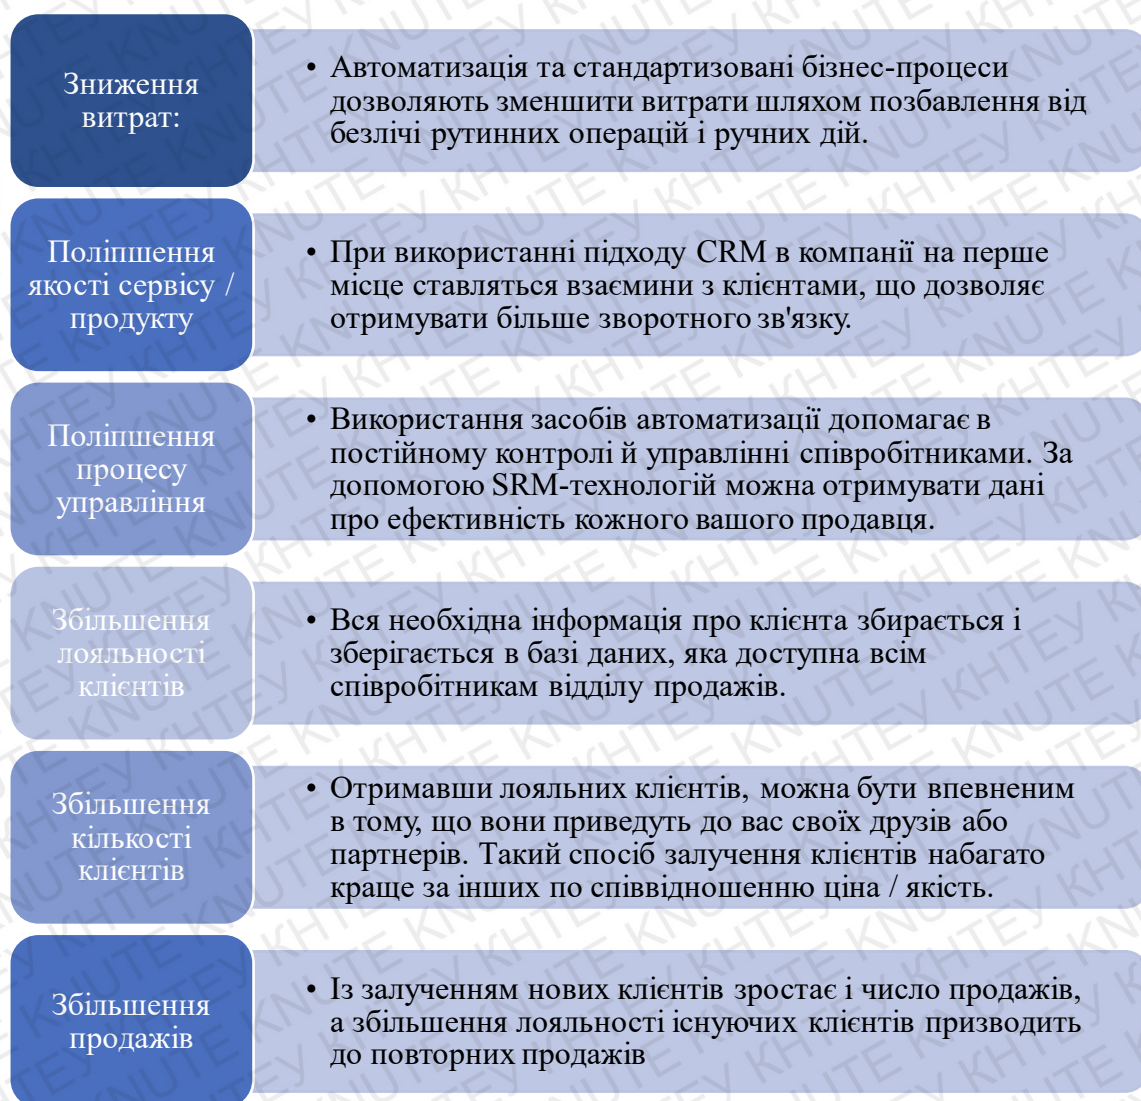 Зниження
витрат:
• Автоматизація та стандартизовані бізнес-процеси
дозволяють зменшити витрати шляхом позбавлення від
безлічі рутинних операцій і ручних дій.
Поліпшення
якості сервісу /
продукту
• При використанні підходу CRM в компанії на перше
місце ставляться взаємини з клієнтами, що дозволяє
отримувати більше зворотного зв'язку.
Поліпшення
процесу
управління
• Використання засобів автоматизації допомагає в
постійному контролі й управлінні співробітниками. За
допомогою SRM-технологій можна отримувати дані
про ефективність кожного вашого продавця.
Збільшення
лояльності
клієнтів
• Вся необхідна інформація про клієнта збирається і
зберігається в базі даних, яка доступна всім
співробітникам відділу продажів.
Збільшення
кількості
клієнтів
• Отримавши лояльних клієнтів, можна бути впевненим
в тому, що вони приведуть до вас своїх друзів або
партнерів. Такий спосіб залучення клієнтів набагато
краще за інших по співвідношенню ціна / якість.
Збільшення
продажів
• Із залученням нових клієнтів зростає і число продажів,
а збільшення лояльності існуючих клієнтів призводить
до повторних продажів